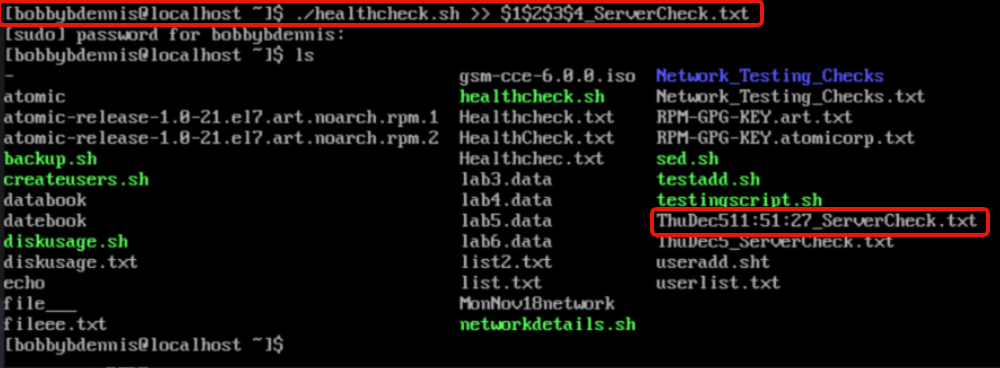 [bobbybdennis@localhost ~]$ ./healthcheck.sh >> $1$2$3$4_ServerCheck.txt
[sudo] password for bobbybdennis:
[bobbybdennis@localhost ~]$ ls
- gsm-cce-6.0.0.iso Network_Testing_Checks
atomic healthcheck.sh Network_Testing_Checks.txt
atomic-release-1.0-21.el7.art.noarch.rpm.1 Healthcheck.txt RPM-GPG-KEY.art.txt
atomic-release-1.0-21.el7.art.noarch.rpm.2 HealthCheck.txt RPM-GPG-KEY.atomicorp.txt
backup.sh Healthchec.txt sed.sh
createusers.sh lab3.data testadd.sh
databook lab4.data testingscript.sh
datebook lab5.data ThuDec511:51:27_ServerCheck.txt
diskusage.sh lab6.data ThuDec5_ServerCheck.txt
diskusage.txt list2.txt useradd.sht
echo list.txt userlist.txt
file___ MonNov18network
fileee.txt networkdetails.sh
[bobbybdennis@localhost ~]$